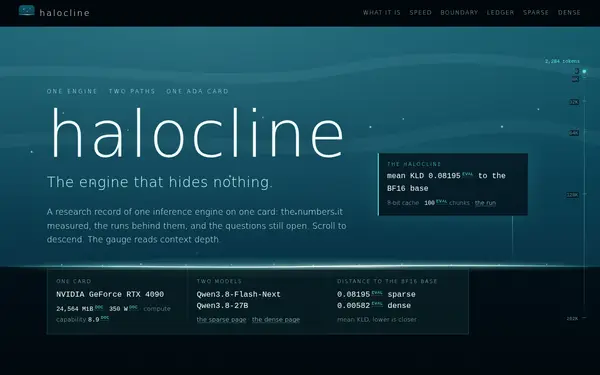 halocline
WHAT IT IS SPEED BOUNDARY LEDGER SPARSE DENSE
2,284 tokens
ONE ENGINE TWO PATHS ONE ADA CARD
halocline
The engine that hides nothing.
A research record of one inference engine on one card: the numbers it
measured, the runs behind them, and the questions still open. Scroll to
descend. The gauge reads context depth.
THE HALOCLINE
mean KLD 0.08195 EVAL to the
BF16 base
8-bit cache · 100 EVAL chunks · the run
ONE CARD
NVIDIA GeForce RTX 4090
24,564 MiB DOC 350 W DOC compute
capability 8.9 DOC
TWO MODELS
Qwen3.8-Flash-Next
Qwen3.8-27B
the sparse page · the dense page
DISTANCE TO THE BF16 BASE
0.08195 EVAL sparse
0.00582 EVAL dense
mean KLD, lower is closer